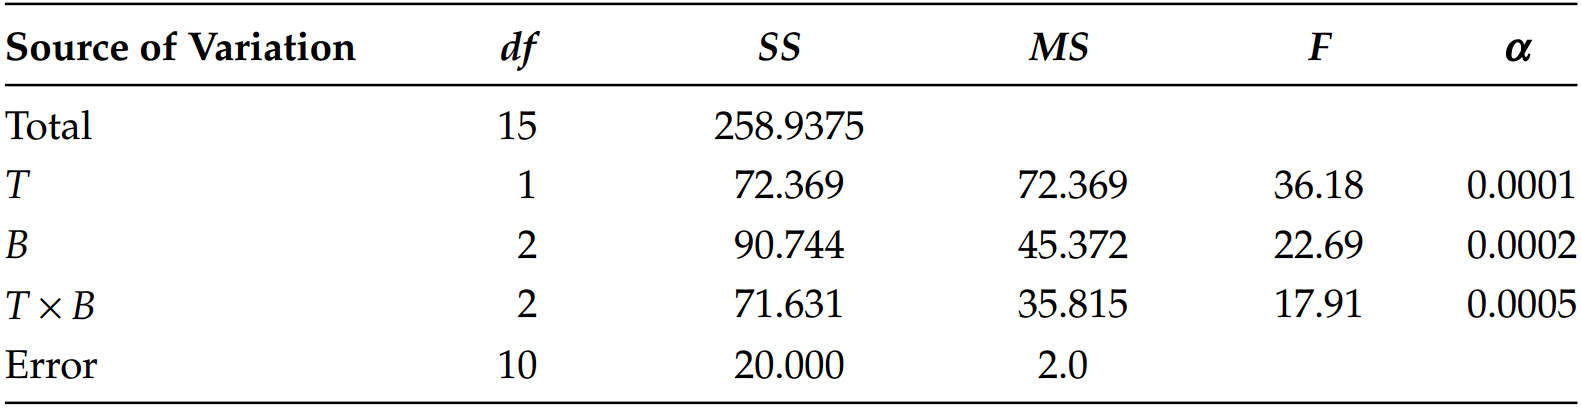 Source of Variation df SS MS F α
Total 15 258.9375
T 1 72.369 72.369 36.18 0.0001
B 2 90.744 45.372 22.69 0.0002
T × B 2 71.631 35.815 17.91 0.0005
Error 10 20.000 2.0